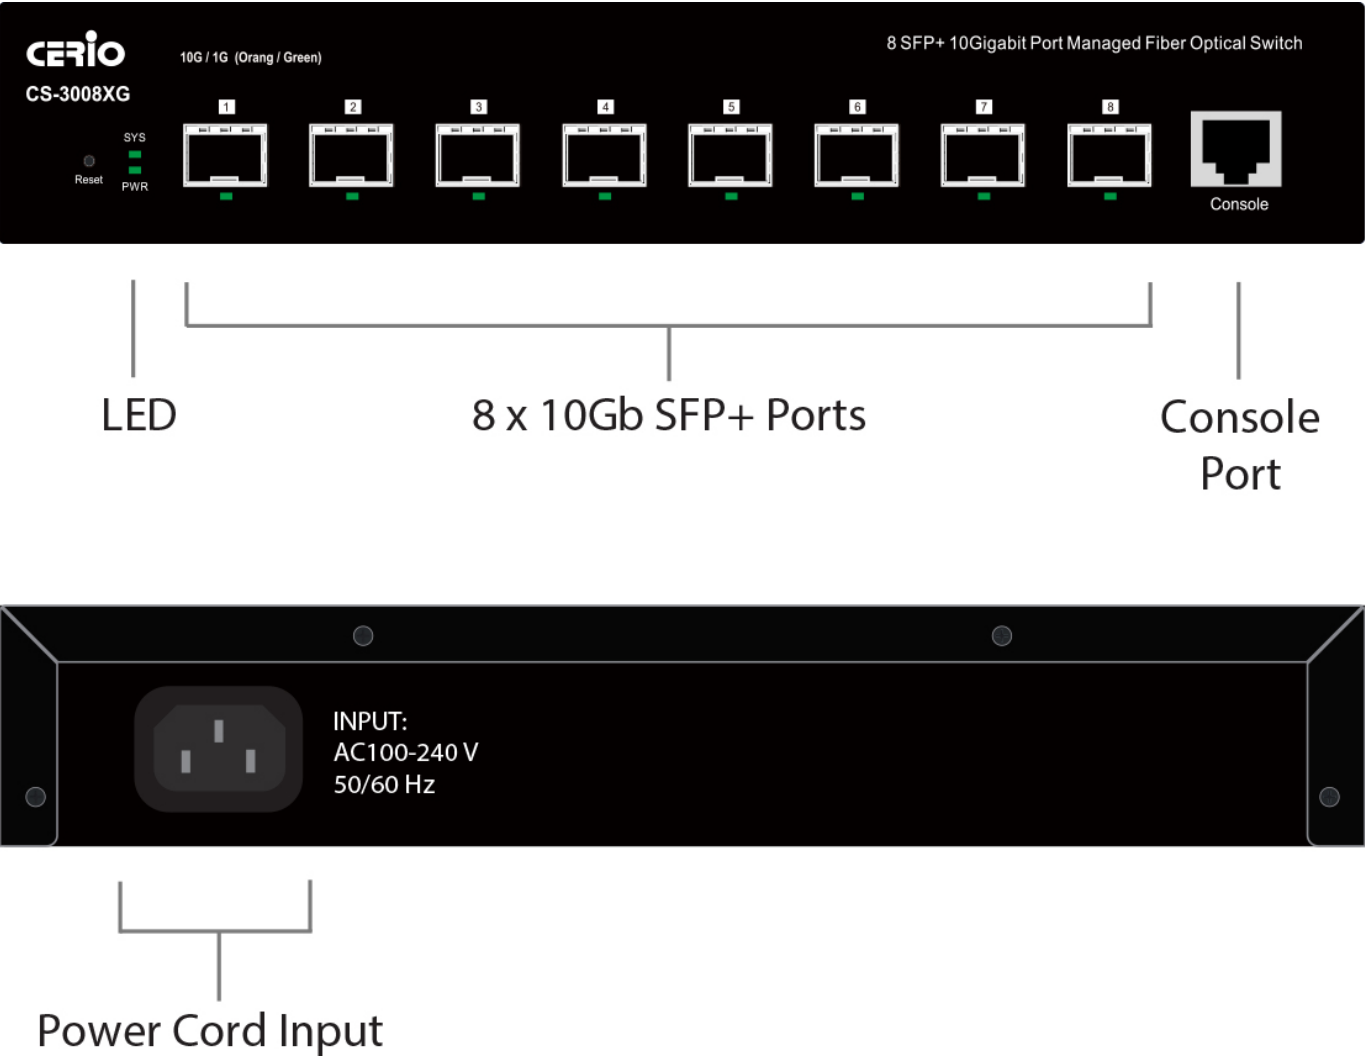 CERIO
CS-3008XG
10G / 1G (Orang / Green)
8 SFP+ 10Gigabit Port Managed Fiber Optical Switch
1 2 3 4 5 6 7 8
SYS
Reset
PWR
Console
LED
8 x 10Gb SFP+ Ports
Console
Port
INPUT:
AC100-240 V
50/60 Hz
Power Cord Input